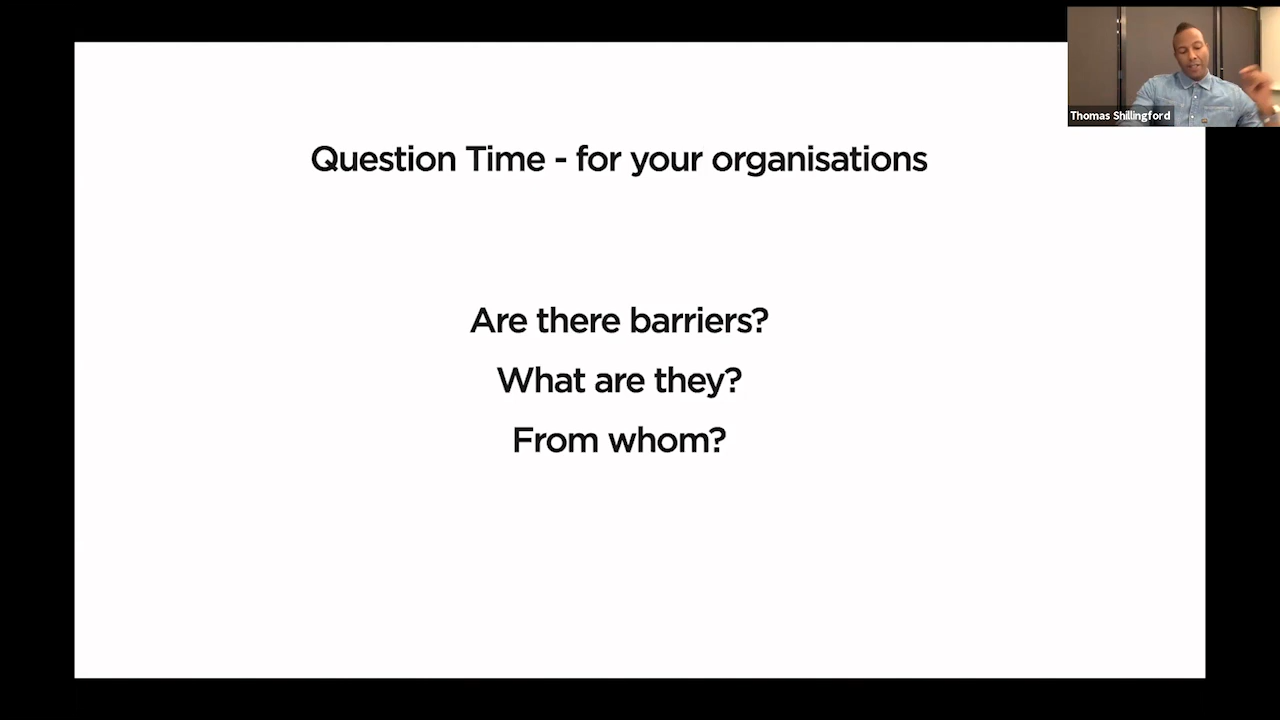 Thomas Shillingford
Question Time - for your organisations
Are there barriers?
What are they?
From whom?